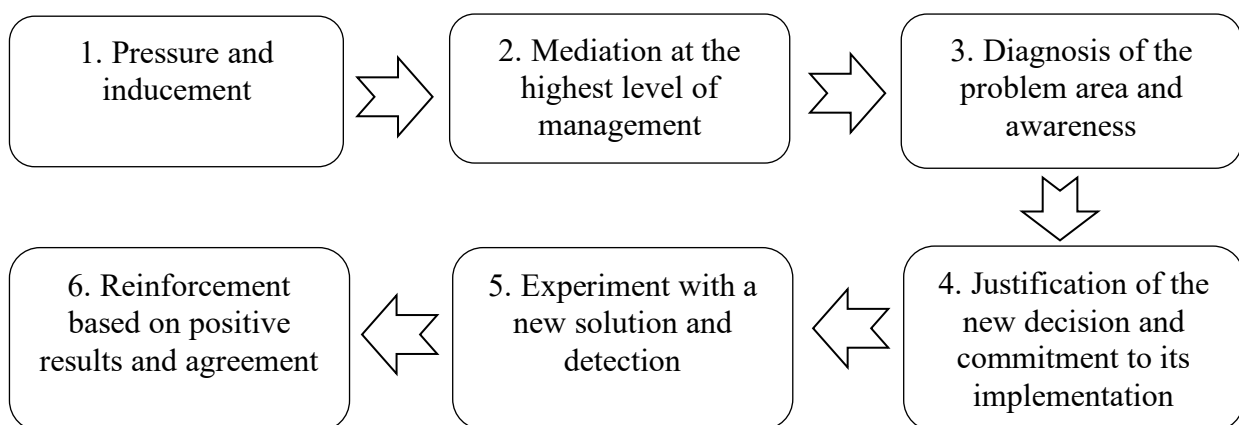 1. Pressure and
inducement
2. Mediation at the
highest level of
management
3. Diagnosis of the
problem area and
awareness
4. Justification of the
new decision and
commitment to its
implementation
5. Experiment with a
new solution and
detection
6. Reinforcement
based on positive
results and agreement